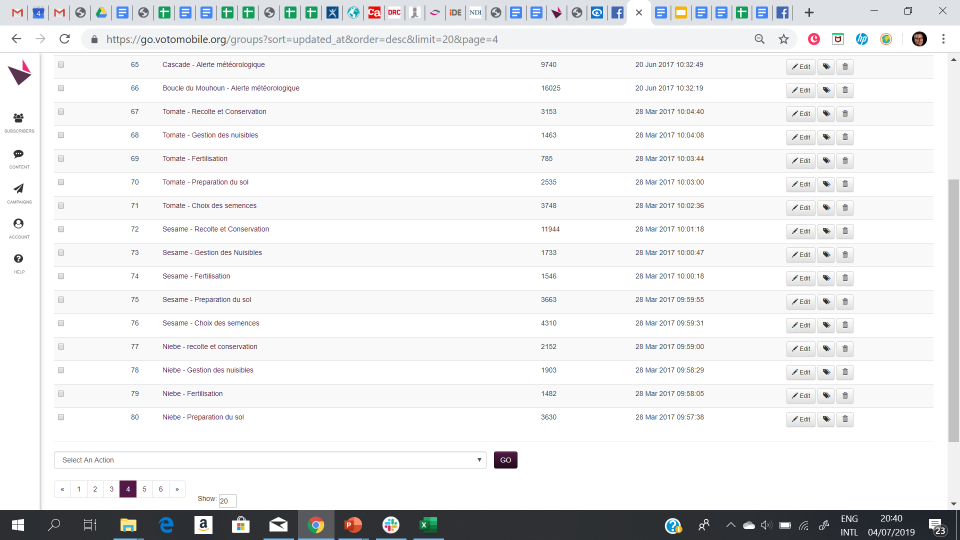 https://go.votomobile.org/groups?sort=updated_at&order=desc&limit=20&page=4
65 Cascade - Alerte météorologique 9740 20 Jun 2017 10:32:49 Edit
66 Boucle du Mouhoun - Alerte météorologique 16025 20 Jun 2017 10:32:19 Edit
67 Tomate - Recolte et Conservation 3153 28 Mar 2017 10:04:40 Edit
68 Tomate - Gestion des nuisibles 1463 28 Mar 2017 10:04:08 Edit
69 Tomate - Fertilisation 785 28 Mar 2017 10:03:44 Edit
70 Tomate - Preparation du sol 2535 28 Mar 2017 10:03:00 Edit
71 Tomate - Choix des semences 3748 28 Mar 2017 10:02:36 Edit
72 Sesame - Recolte et Conservation 11944 28 Mar 2017 10:01:18 Edit
73 Sesame - Gestion des Nuisibles 1733 28 Mar 2017 10:00:47 Edit
74 Sesame - Fertilisation 1546 28 Mar 2017 10:00:18 Edit
75 Sesame - Preparation du sol 3663 28 Mar 2017 09:59:55 Edit
76 Sesame - Choix des semences 4310 28 Mar 2017 09:59:31 Edit
77 Niebe - recolte et conservation 2152 28 Mar 2017 09:59:00 Edit
78 Niebe - Gestion des nuisibles 1903 28 Mar 2017 09:58:29 Edit
79 Niebe - Fertilisation 1482 28 Mar 2017 09:58:05 Edit
80 Niebe - Preparation du sol 3630 28 Mar 2017 09:57:38 Edit
SUBSCRIBERS
CONTENT
CAMPAIGNS
ACCOUNT
HELP
Select An Action GO
« 1 2 3 4 5 6 »
Show: 20
ENG 20:40
INTL 04/07/2019 23